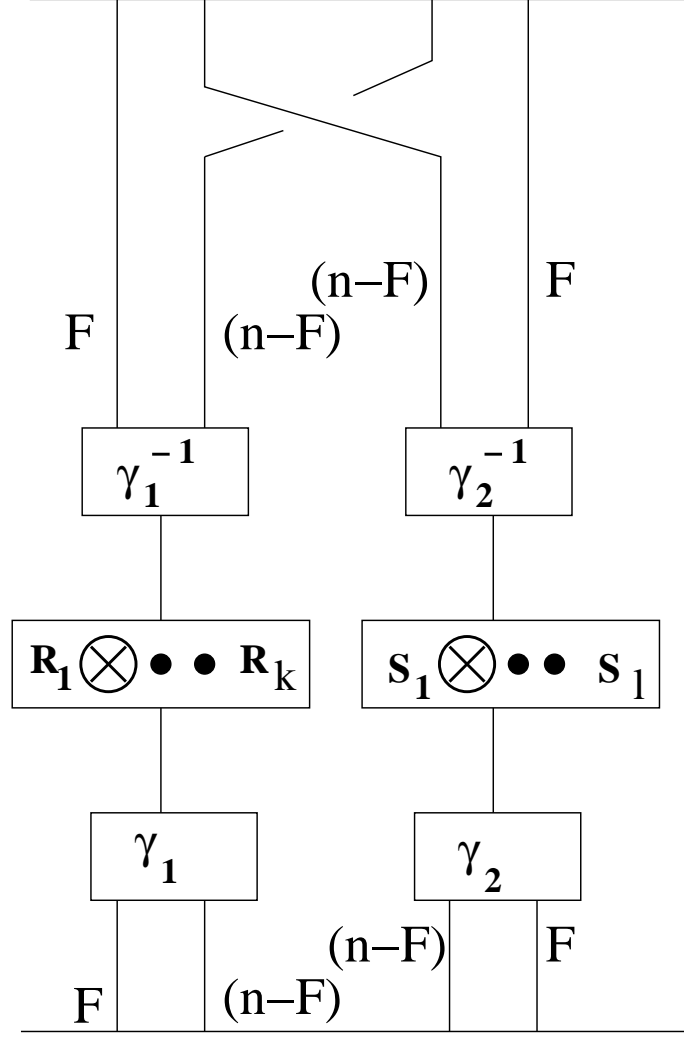 (n−F) F
F (n−F)
γ₁⁻¹ γ₂⁻¹
R₁ ⊗ • • Rₖ S₁ ⊗ • • Sₗ
γ₁ γ₂
(n−F) F
F (n−F)